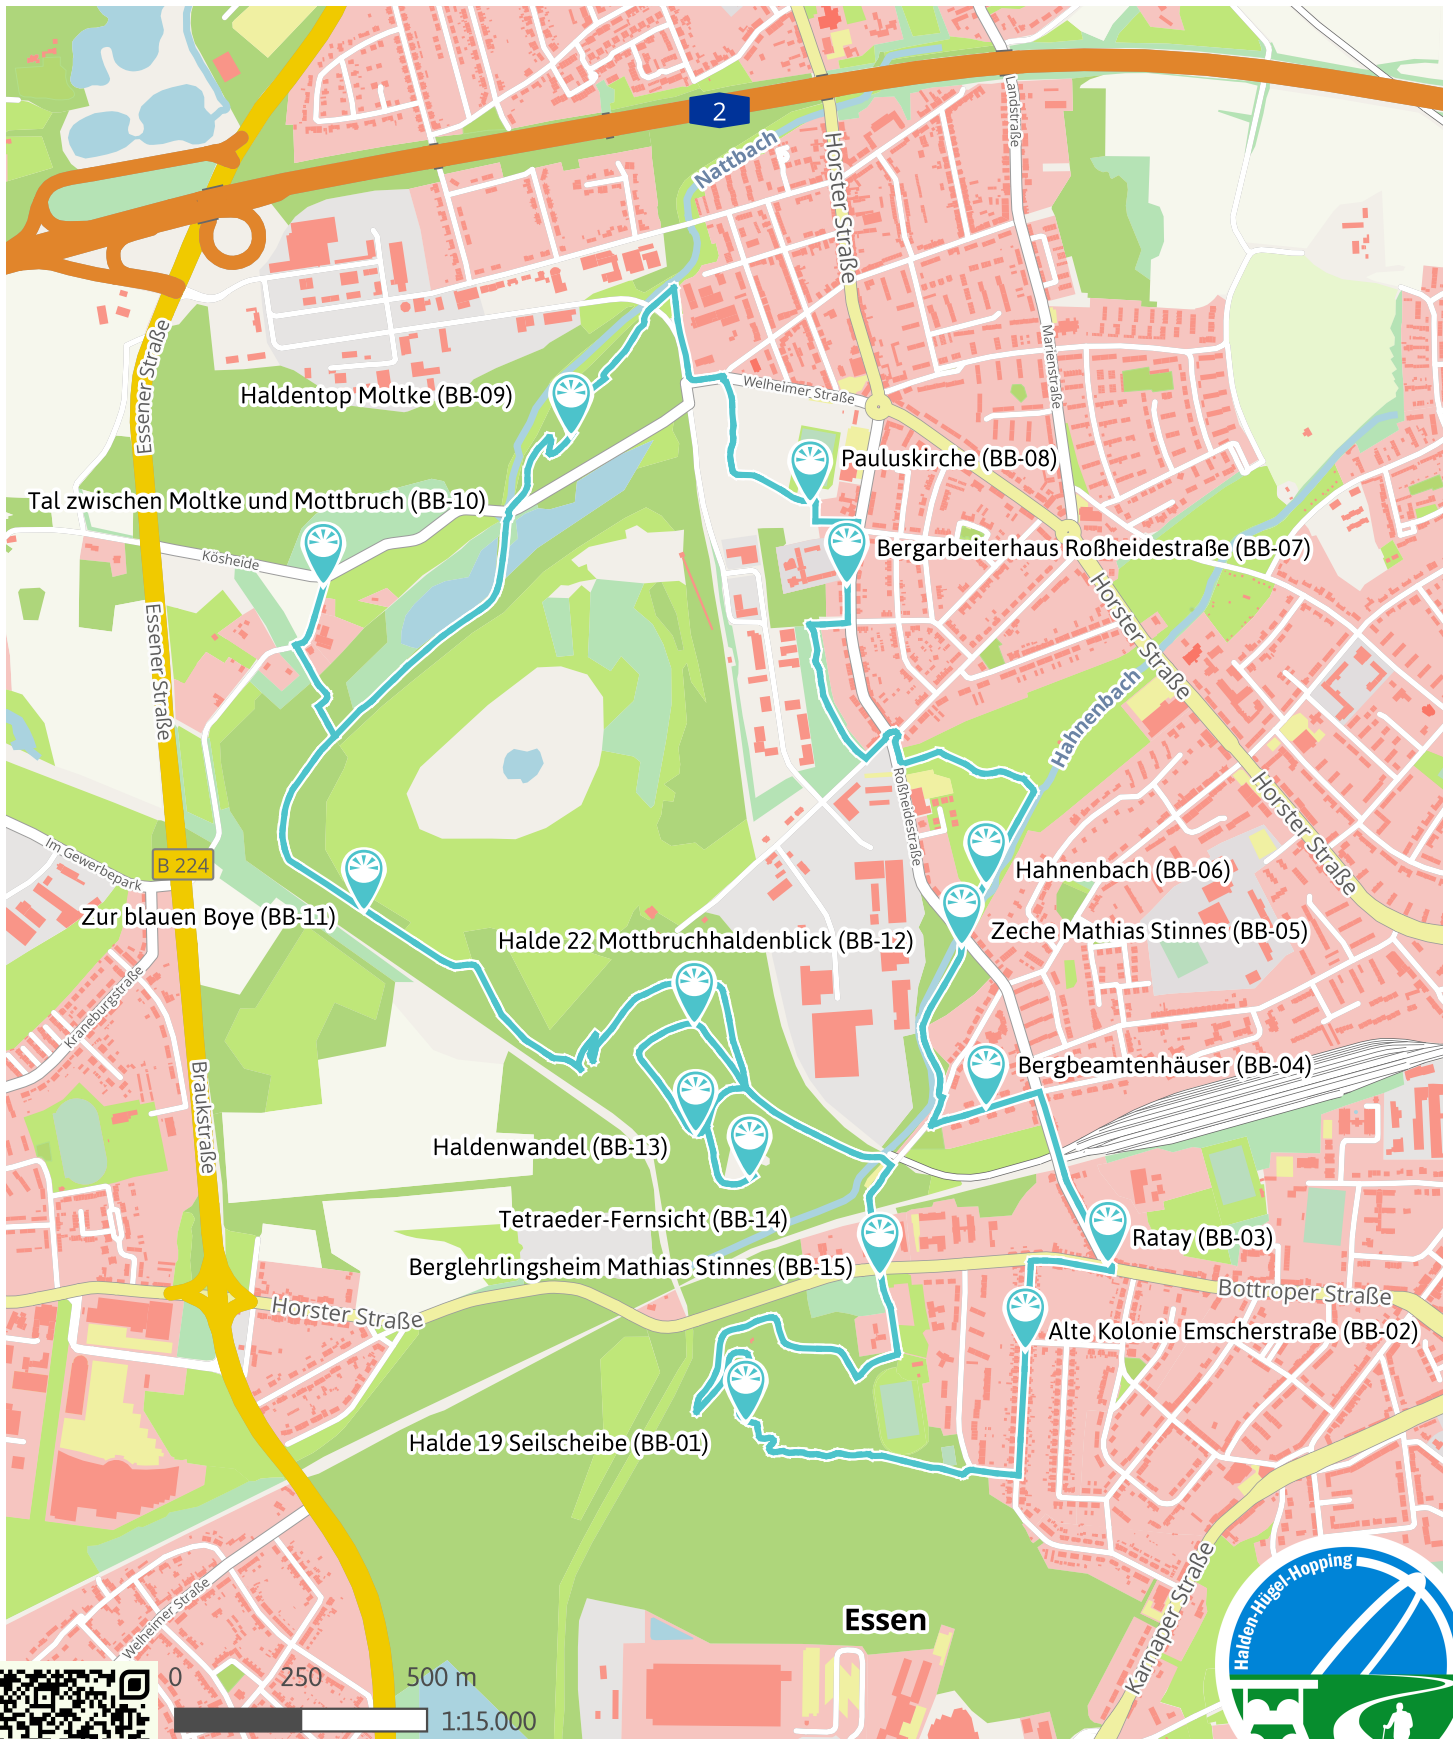 2
Nattbach
Horster Straße
Landstraße
Essener Straße
Marienstraße
Welheimer Straße
Haldentop Moltke (BB-09)
Pauluskirche (BB-08)
Tal zwischen Moltke und Mottbruch (BB-10)
Kösheide
Bergarbeiterhaus Roßheidestraße (BB-07)
Essener Straße
Horster Straße
Hahnenbach
Horster Straße
Roßheidestraße
Im Gewerbepark
B 224
Hahnenbach (BB-06)
Zur blauen Boye (BB-11)
Zeche Mathias Stinnes (BB-05)
Halde 22 Mottbruchhaldenblick (BB-12)
Kraneburgstraße
Bergbeamtenhäuser (BB-04)
Braukstraße
Haldenwandel (BB-13)
Tetraeder-Fernsicht (BB-14)
Ratay (BB-03)
Berglehrlingsheim Mathias Stinnes (BB-15)
Bottroper Straße
Horster Straße
Alte Kolonie Emscherstraße (BB-02)
Halde 19 Seilscheibe (BB-01)
Karnaper Straße
Welheimer Straße
Essen
Halden-Hügel-Hopping
0 250 500 m
1:15.000